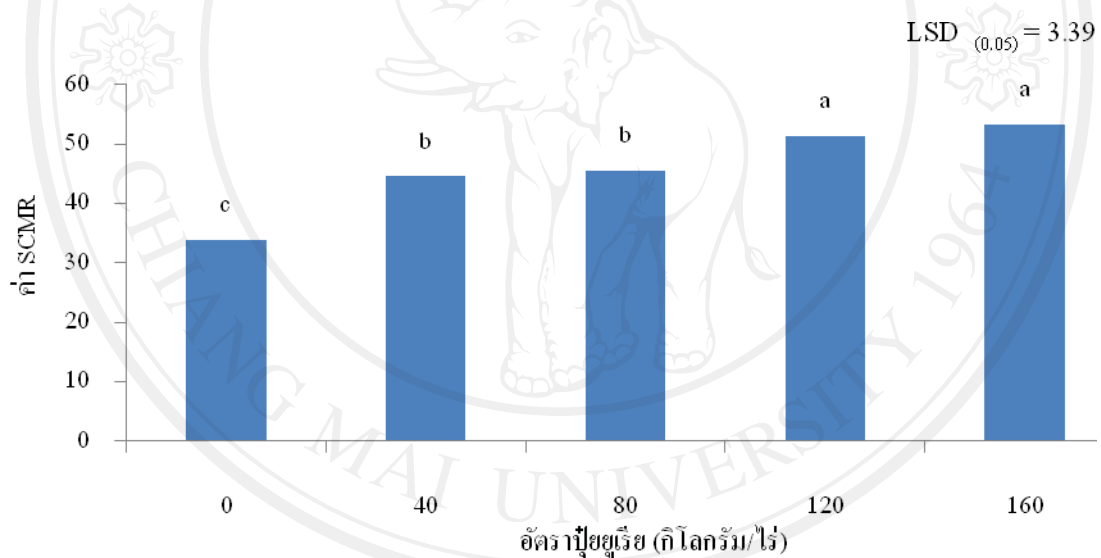 LSD (0.05) = 3.39
60
50
40
30
20
10
0
ค่า SCMR
c
b
b
a
a
0 40 80 120 160
อัตราปุ๋ยยูเรีย (กิโลกรัม/ไร่)
CHIANG MAI UNIVERSITY 1964